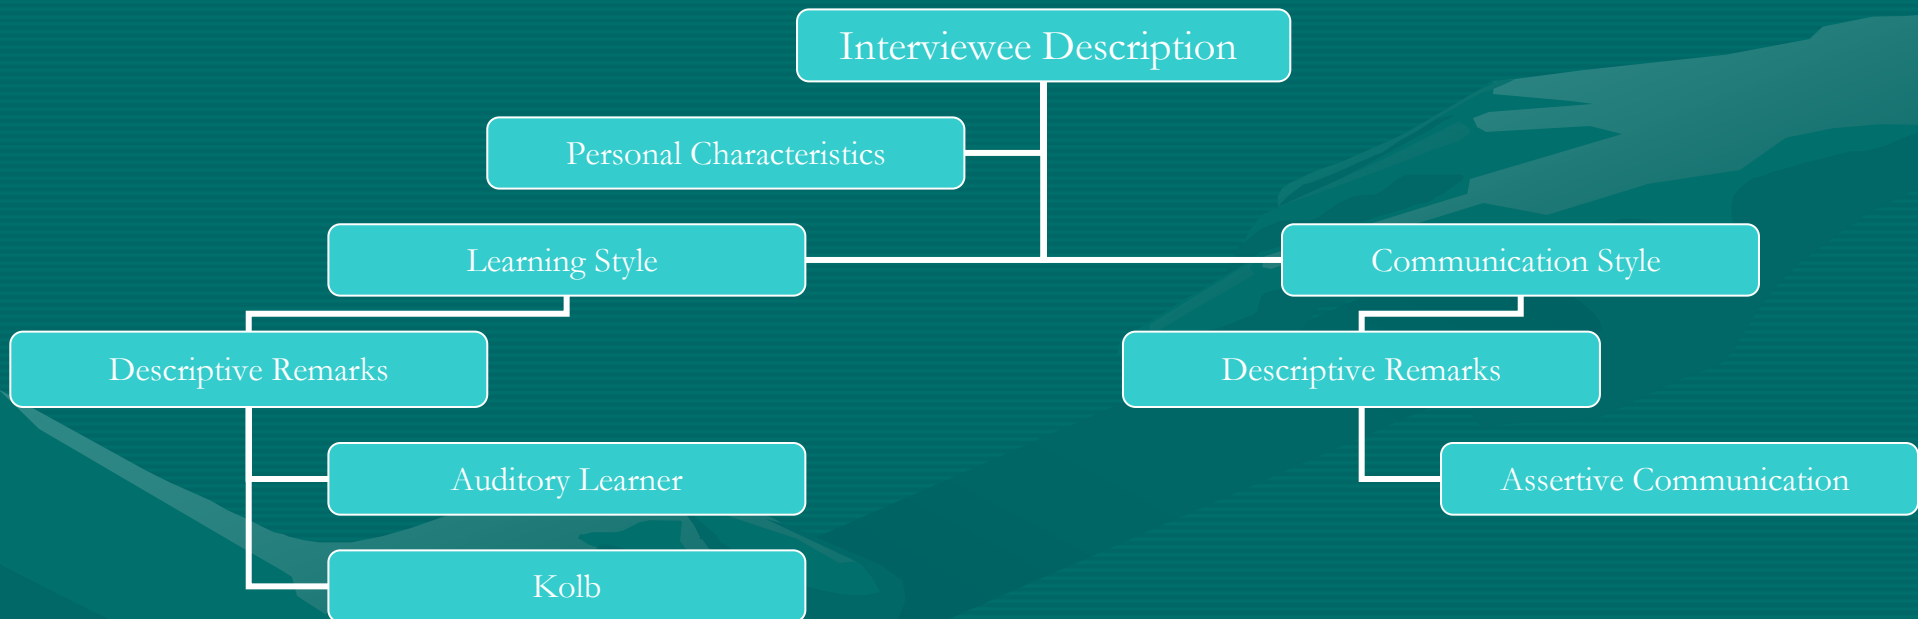 Interviewee Description
Personal Characteristics
Learning Style
Communication Style
Descriptive Remarks
Descriptive Remarks
Auditory Learner
Assertive Communication
Kolb